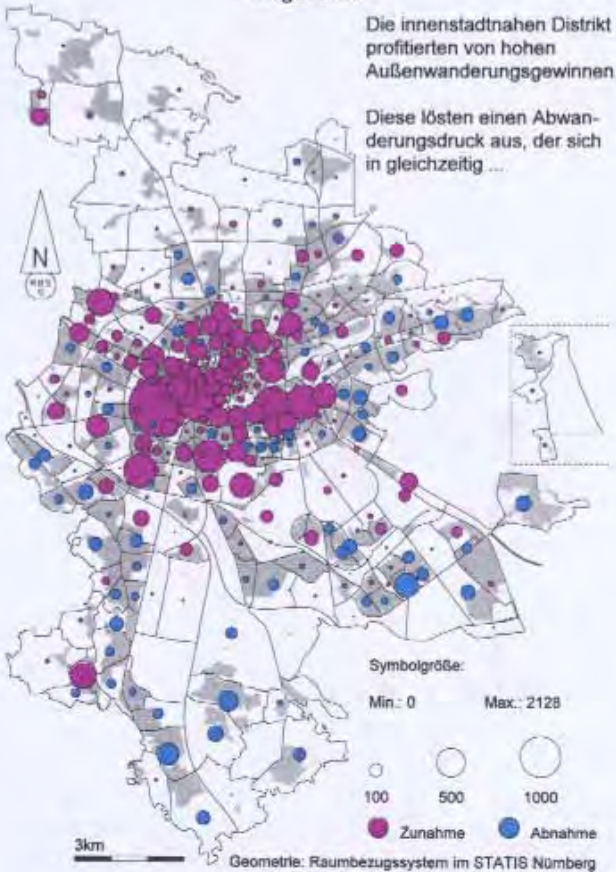 Die innenstadtnahen Distrikt
profitierten von hohen
Außenwanderungsgewinnen
Diese lösten einen Abwan-
derungsdruck aus, der sich
in gleichzeitig ...
N
Symbolgröße:
Min.: 0 Max.: 2128
100 500 1000
Zunahme Abnahme
3km
Geometrie: Raumbezugssystem im STATIS Nürnberg